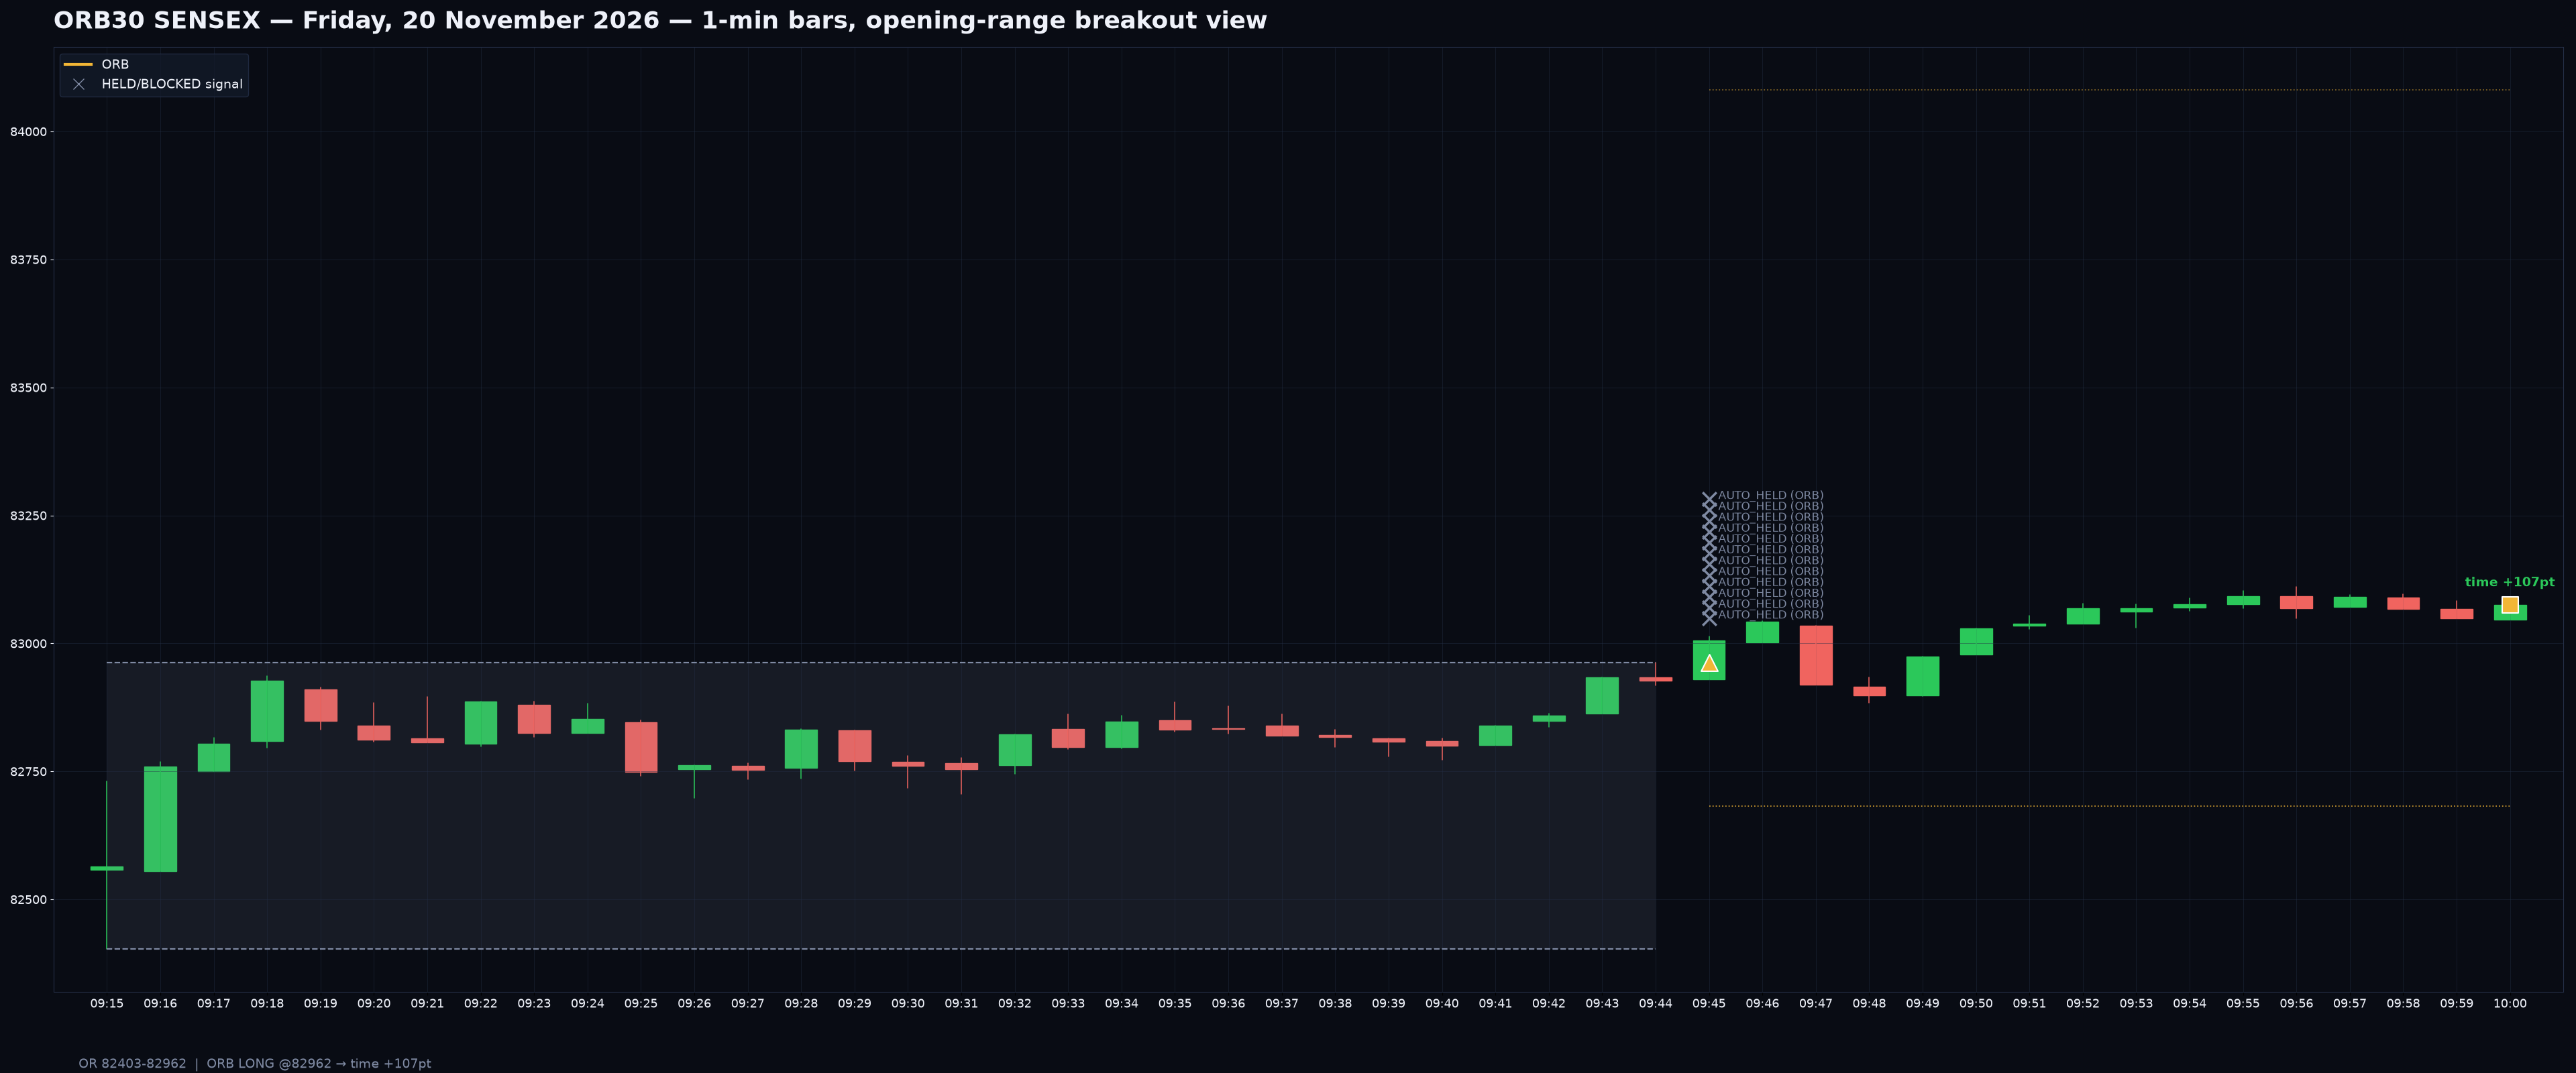 ORB30 SENSEX — Friday, 20 November 2026 — 1-min bars, opening-range breakout view
ORB
HELD/BLOCKED signal
84000
83750
83500
83250
83000
82750
82500
AUTO_HELD (ORB)
AUTO_HELD (ORB)
AUTO_HELD (ORB)
AUTO_HELD (ORB)
AUTO_HELD (ORB)
AUTO_HELD (ORB)
AUTO_HELD (ORB)
AUTO_HELD (ORB)
AUTO_HELD (ORB)
AUTO_HELD (ORB)
AUTO_HELD (ORB)
AUTO_HELD (ORB)
time +107pt
09:15 09:16 09:17 09:18 09:19 09:20 09:21 09:22 09:23 09:24 09:25 09:26 09:27 09:28 09:29 09:30 09:31 09:32 09:33 09:34 09:35 09:36 09:37 09:38 09:39 09:40 09:41 09:42 09:43 09:44 09:45 09:46 09:47 09:48 09:49 09:50 09:51 09:52 09:53 09:54 09:55 09:56 09:57 09:58 09:59 10:00
OR 82403-82962 | ORB LONG @82962 → time +107pt